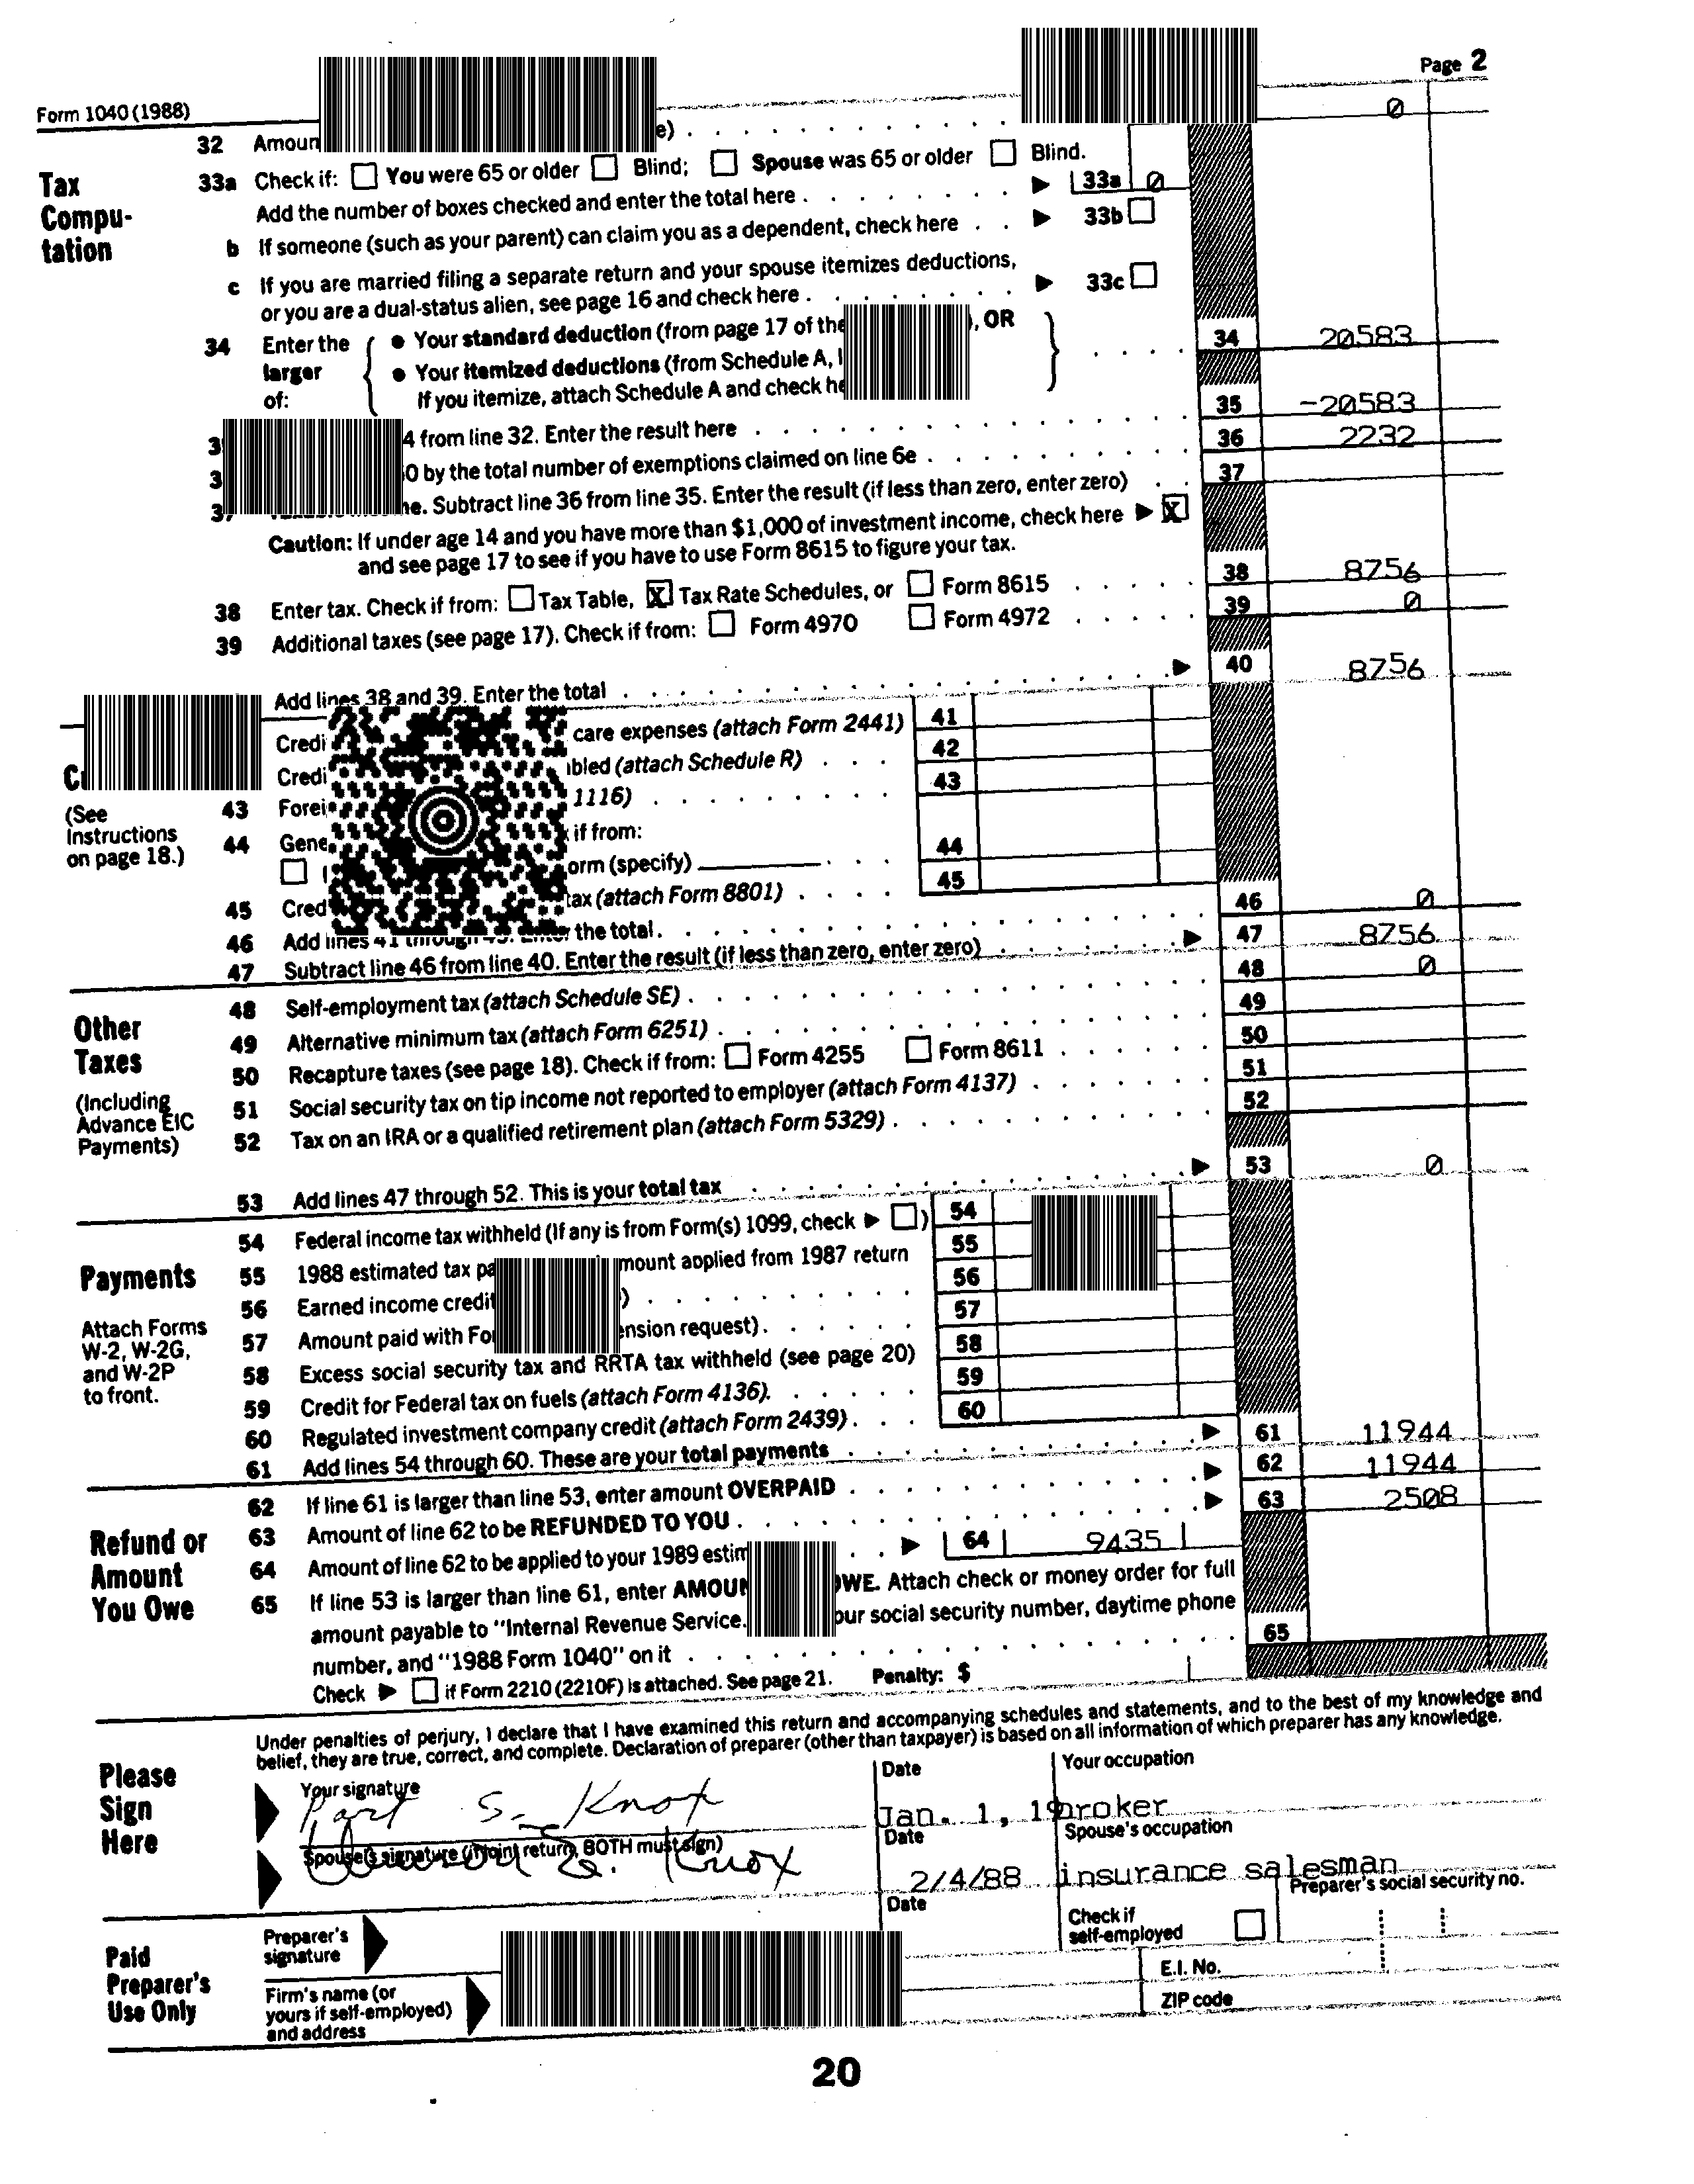 Page 2
Form 1040 (1988)
32 Amoun e) . . . . . . . . . . . . 0
Tax Compu- tation
33a Check if: You were 65 or older Blind; Spouse was 65 or older Blind.
Add the number of boxes checked and enter the total here . . . . . . . . 33a 0
b If someone (such as your parent) can claim you as a dependent, check here . . 33b
c If you are married filing a separate return and your spouse itemizes deductions,
or you are a dual-status alien, see page 16 and check here . . . . . . . . 33c
34 Enter the larger of:
• Your standard deduction (from page 17 of the ), OR
• Your itemized deductions (from Schedule A, l
If you itemize, attach Schedule A and check he
34 20583
4 from line 32. Enter the result here . . . . . . . . . . . . 35 -20583
0 by the total number of exemptions claimed on line 6e . . . . . . . . . 36 2232
ne. Subtract line 36 from line 35. Enter the result (if less than zero, enter zero) . . 37
Caution: If under age 14 and you have more than $1,000 of investment income, check here X
and see page 17 to see if you have to use Form 8615 to figure your tax.
38 Enter tax. Check if from: Tax Table, X Tax Rate Schedules, or Form 8615 . . . . 38 8756
39 Additional taxes (see page 17). Check if from: Form 4970 Form 4972 . . . . . 39 0
Add lines 38 and 39. Enter the total . . . . . . . . . . . . 40 8756
Credi care expenses (attach Form 2441) 41
Credi bled (attach Schedule R) . . . 42
(See Instructions on page 18.)
43 Forei 1116) . . . . . . . . . 43
44 Gene if from:
orm (specify) . . . 44
45 Cred tax (attach Form 8801) . . . . 45
46 Add lines 41 through 45. Enter the total . . . . . . . . . . . . 46 0
47 Subtract line 46 from line 40. Enter the result (if less than zero, enter zero) . . . . . . 47 8756
Other Taxes
(Including Advance EIC Payments)
48 Self-employment tax (attach Schedule SE) . . . . . . . . . . . . 48 0
49 Alternative minimum tax (attach Form 6251) . . . . . . . . . . . . 49
50 Recapture taxes (see page 18). Check if from: Form 4255 Form 8611 . . . . . . 50
51 Social security tax on tip income not reported to employer (attach Form 4137) . . . . . . 51
52 Tax on an IRA or a qualified retirement plan (attach Form 5329) . . . . . . . . . . 52
53 Add lines 47 through 52. This is your total tax . . . . . . . . . . . . 53 0
Payments
Attach Forms W-2, W-2G, and W-2P to front.
54 Federal income tax withheld (If any is from Form(s) 1099, check ) 54
55 1988 estimated tax pa mount applied from 1987 return 55
56 Earned income credit ) . . . . . . . . . 56
57 Amount paid with Fo ension request) . . . . . . 57
58 Excess social security tax and RRTA tax withheld (see page 20) 58
59 Credit for Federal tax on fuels (attach Form 4136). . . . . . 59
60 Regulated investment company credit (attach Form 2439) . . . 60
61 Add lines 54 through 60. These are your total payments . . . . . . . . . . . . 61 11944
Refund or Amount You Owe
62 If line 61 is larger than line 53, enter amount OVERPAID . . . . . . . . . . 62 11944
63 Amount of line 62 to be REFUNDED TO YOU . . . . . . . . . . . . 63 2508
64 Amount of line 62 to be applied to your 1989 estim . . 64 9435
65 If line 53 is larger than line 61, enter AMOUN OWE. Attach check or money order for full
amount payable to "Internal Revenue Service. our social security number, daytime phone
number, and "1988 Form 1040" on it . . . . . . . . . . . . 65
Check if Form 2210 (2210F) is attached. See page 21. Penalty: $
Please Sign Here
Under penalties of perjury, I declare that I have examined this return and accompanying schedules and statements, and to the best of my knowledge and
belief, they are true, correct, and complete. Declaration of preparer (other than taxpayer) is based on all information of which preparer has any knowledge.
Your signature Date Your occupation
S. Knox Jan. 1, 19 broker
Spouse's signature (if joint return, BOTH must sign) Date Spouse's occupation
Knox 2/4/88 insurance salesman
Paid Preparer's Use Only
Preparer's signature Date Check if self-employed Preparer's social security no.
Firm's name (or yours if self-employed) and address E.I. No.
ZIP code
20